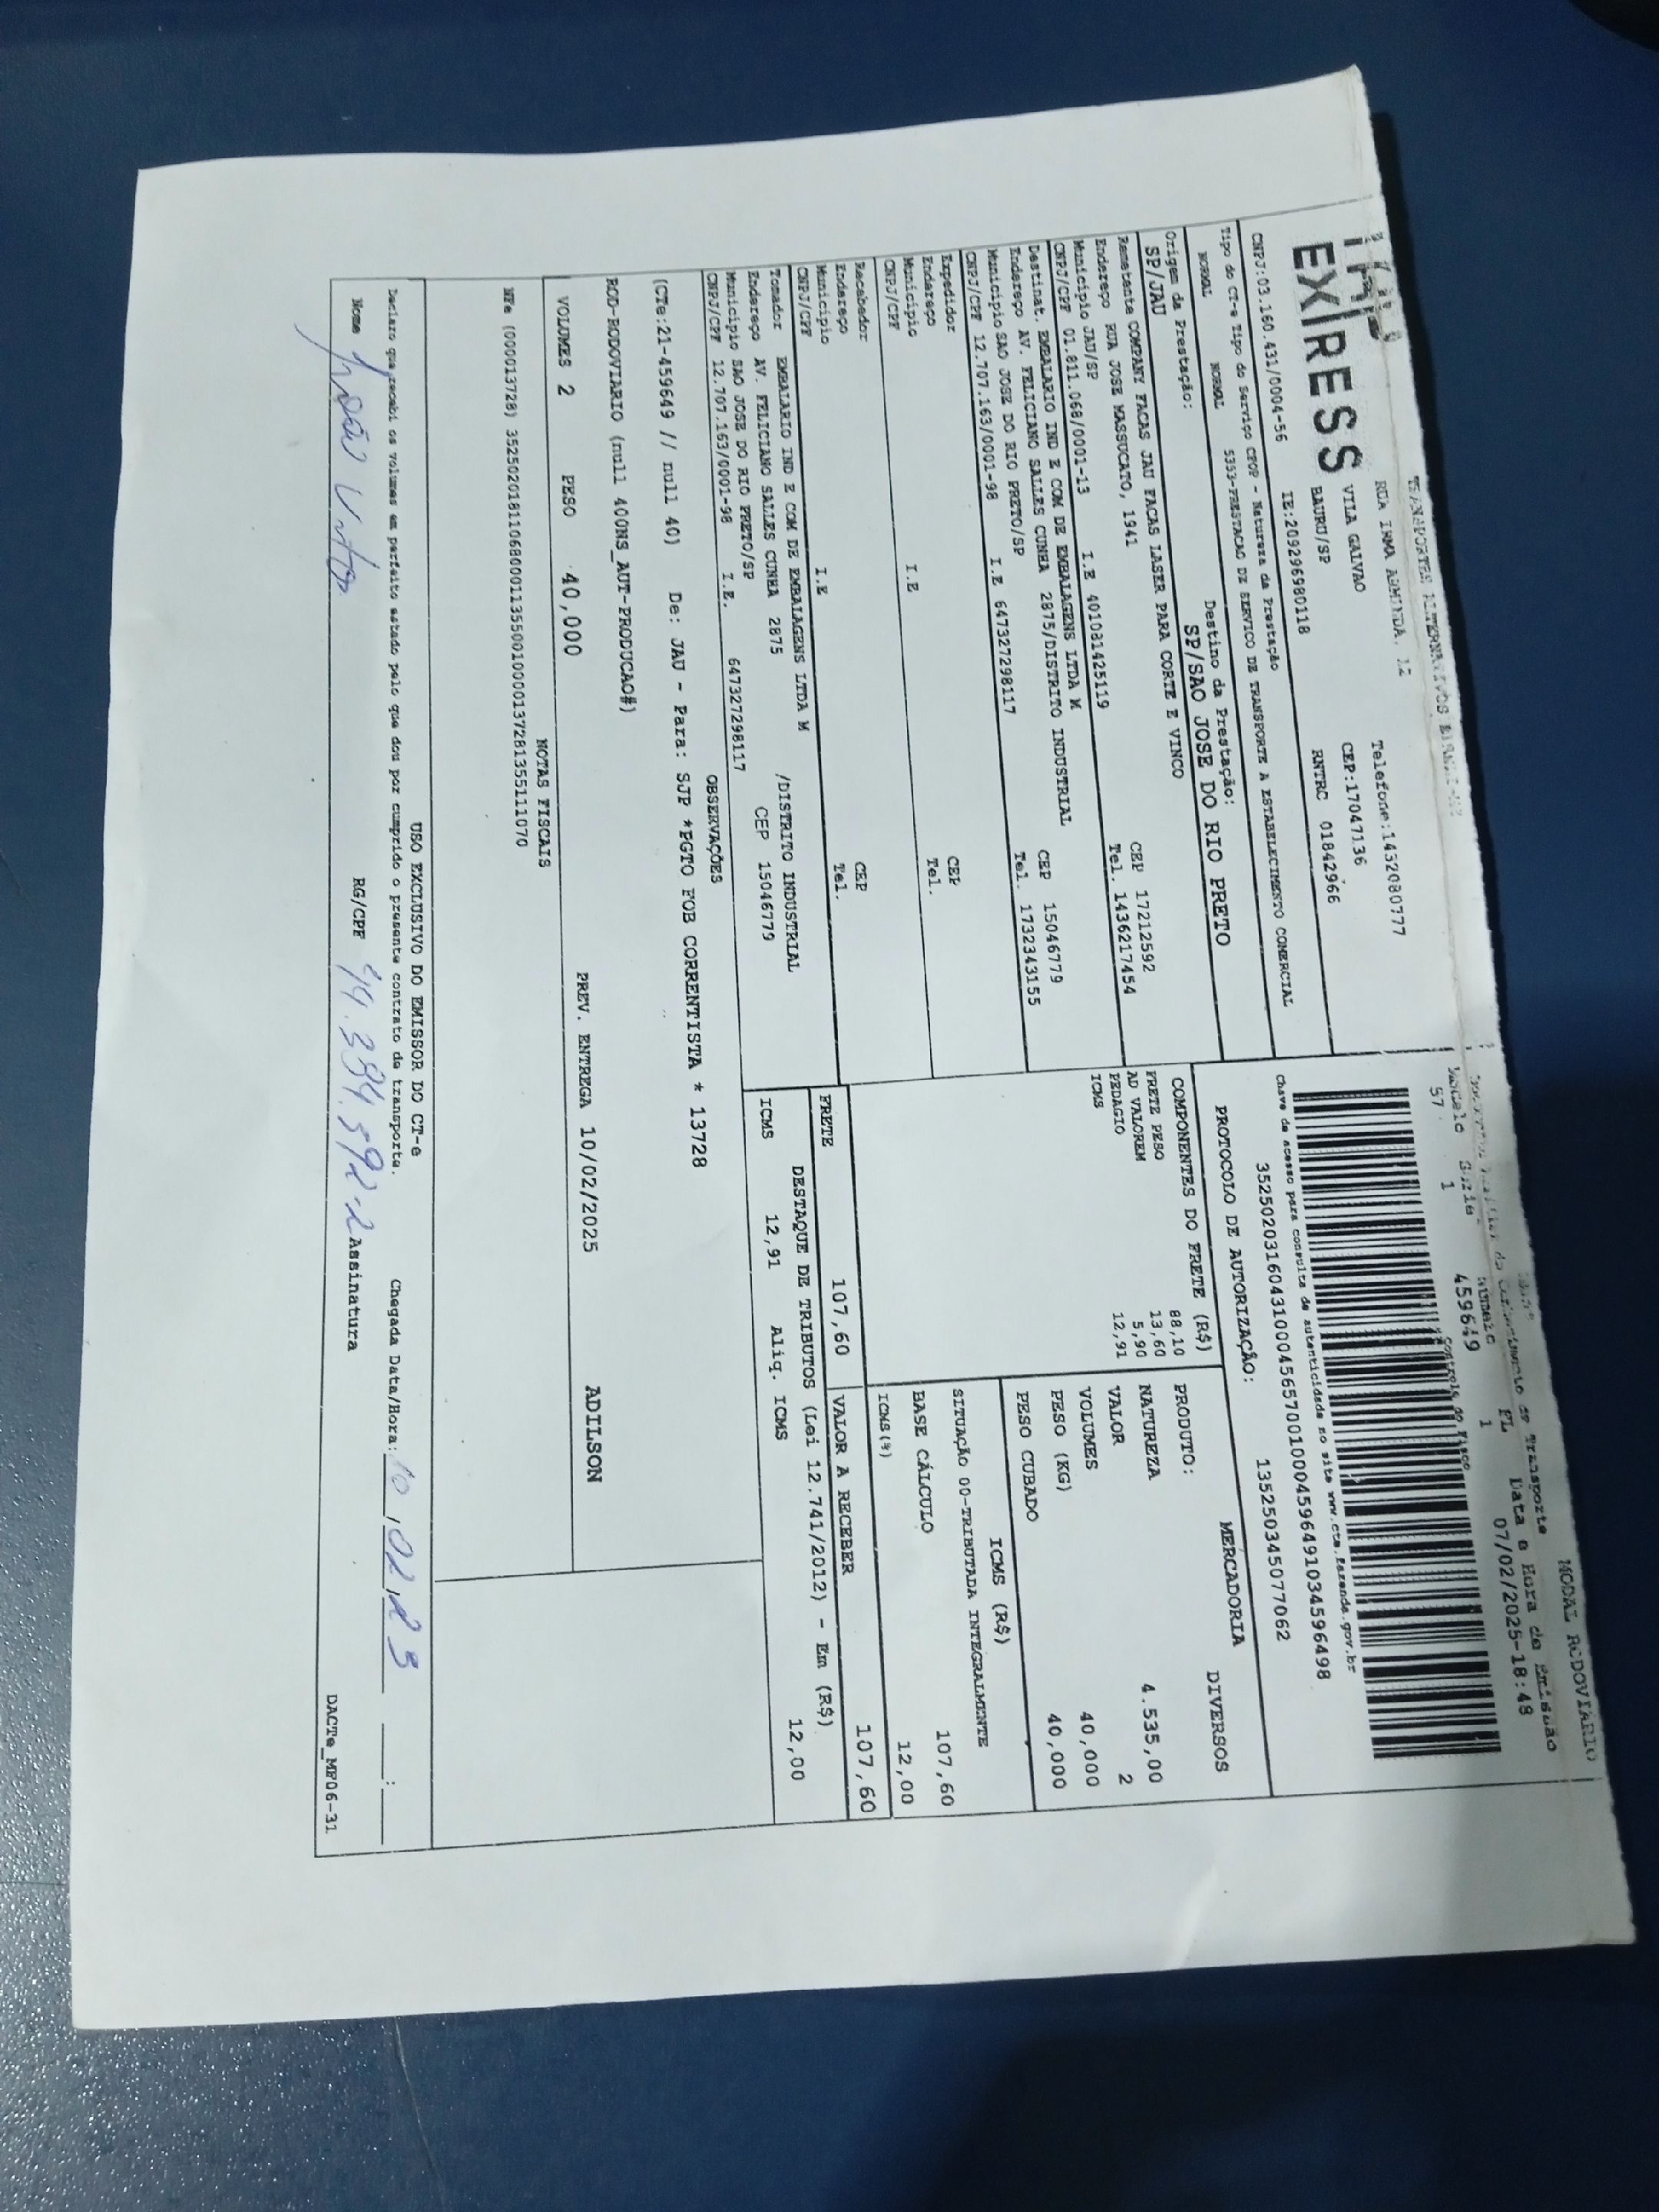 EXPRESS
TRANSPORTES ALTERNATIVOS
RUA IRMA ARMINDA, 12
Telefone:1432080777
VILA GALVAO
CEP:17047136
BAURU/SP
CNPJ:03.160.431/0004-56 IE:209296980118 RNTRC 01842966
MODAL RODOVIARIO
Conhecimento de Transporte
Modelo Série Número FL Data e Hora de Emissão
57 1 459649 1 07/02/2025-18:48
Controle do Fisco
Chave de acesso para consulta de autenticidade no site www.cte.fazenda.gov.br
35250203160431000456570010004596491034596498
PROTOCOLO DE AUTORIZAÇÃO: 135250345077062
Tipo do CT-e Tipo do Serviço CFOP - Natureza da Prestação
NORMAL NORMAL 5353-PRESTACAO DE SERVICO DE TRANSPORTE A ESTABELECIMENTO COMERCIAL
Origem da Prestação: Destino da Prestação:
SP/JAU SP/SAO JOSE DO RIO PRETO
Remetente COMPANY FACAS JAU FACAS LASER PARA CORTE E VINCO
Endereço RUA JOSE MASSUCATO, 1941 CEP 17212592
Município JAU/SP Tel. 1436217454
CNPJ/CPF 01.811.068/0001-13 I.E 401081425119
Destinat. EMBALARIO IND E COM DE EMBALAGENS LTDA M
Endereço AV. FELICIANO SALLES CUNHA 2875/DISTRITO INDUSTRIAL CEP 15046779
Município SAO JOSE DO RIO PRETO/SP Tel. 1732343155
CNPJ/CPF 12.707.163/0001-98 I.E 647327298117
Expedidor
Endereço CEP
Município Tel.
CNPJ/CPF I.E
Recebedor
Endereço CEP
Município Tel.
CNPJ/CPF I.E
Tomador EMBALARIO IND E COM DE EMBALAGENS LTDA M
Endereço AV. FELICIANO SALLES CUNHA 2875 /DISTRITO INDUSTRIAL
Município SAO JOSE DO RIO PRETO/SP CEP 15046779
CNPJ/CPF 12.707.163/0001-98 I.E. 647327298117
COMPONENTES DO FRETE (R$)
FRETE PESO 88,10
AD VALOREM 13,60
PEDAGIO 5,90
ICMS 12,91
MERCADORIA
PRODUTO: DIVERSOS
NATUREZA
VALOR 4.535,00
VOLUMES 2
PESO (KG) 40,000
PESO CUBADO 40,000
ICMS (R$)
SITUAÇÃO 00-TRIBUTADA INTEGRALMENTE
BASE CÁLCULO 107,60
ICMS(%) 12,00
FRETE 107,60 VALOR A RECEBER 107,60
DESTAQUE DE TRIBUTOS (Lei 12.741/2012) - Em (R$)
ICMS 12,91 Aliq. ICMS 12,00
OBSERVAÇÕES
(CTe:21-459649 // null 40) De: JAU - Para: SJP *PGTO FOB CORRENTISTA * 13728
ROD-RODOVIARIO (null 400NS_AUT-PRODUCAO#)
VOLUMES 2 PESO 40,000 PREV. ENTREGA 10/02/2025 ADILSON
NOTAS FISCAIS
NFe (000013728) 35250201811068000113550010000137281355111070
USO EXCLUSIVO DO EMISSOR DO CT-e
Declaro que recebi os volumes em perfeito estado pelo que dou por cumprido o presente contrato de transporte. Chegada Data/Hora: 10/02/25 __:__
Nome João Vitor RG/CPF 44.384.592-2 Assinatura
DACTe_MF06-31